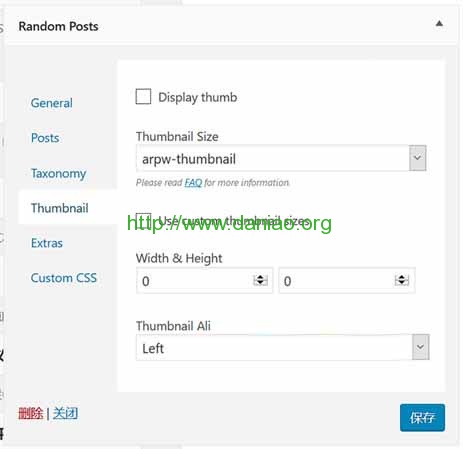 Random Posts
General
Posts
Taxonomy
Thumbnail
Extras
Custom CSS
Display thumb
Thumbnail Size
arpw-thumbnail
Please read FAQ for more information.
Use custom thumbnail sizes
http://www.daniao.org
Width & Height
0 0
Thumbnail Ali
Left
删除 | 关闭
保存